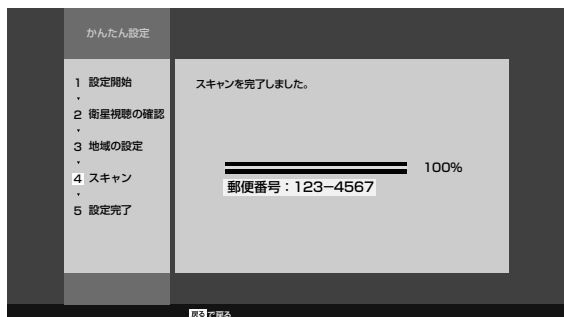 かんたん設定
1 設定開始
2 衛星視聴の確認
3 地域の設定
4 スキャン
5 設定完了
スキャンを完了しました。
100%
郵便番号：123−4567
戻るで戻る